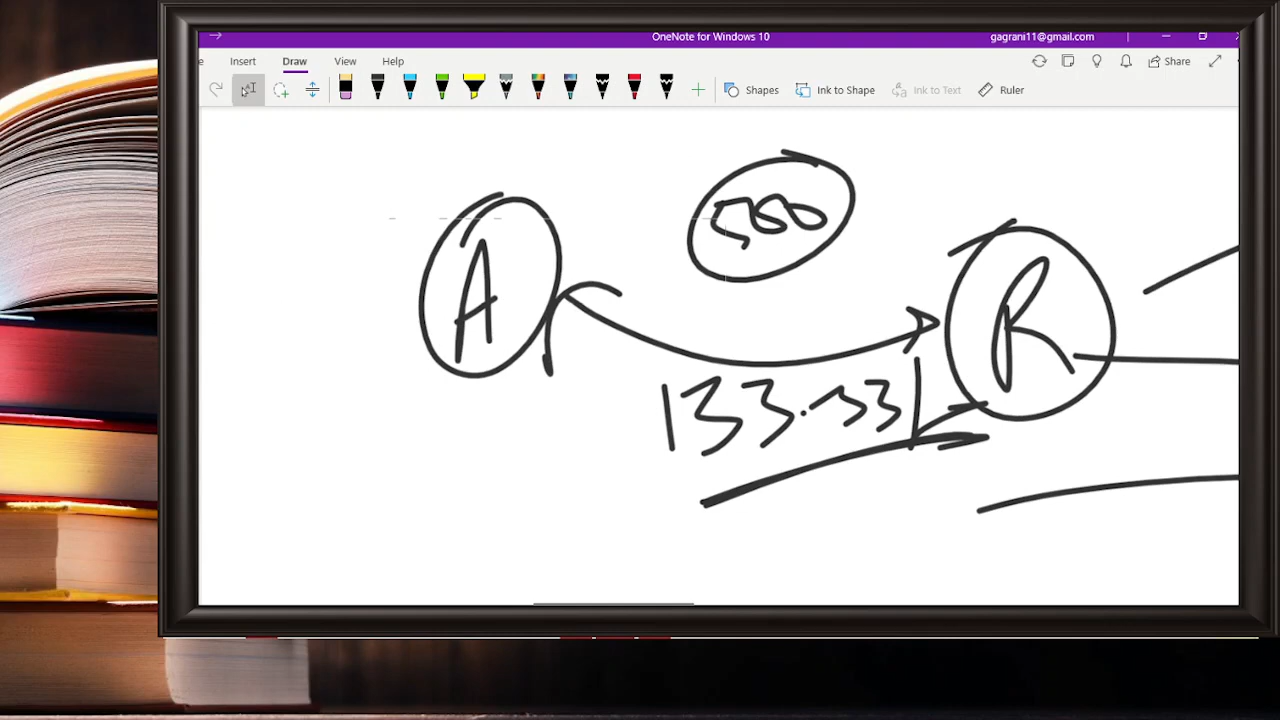 OneNote for Windows 10
gagrani11@gmail.com
Insert
Draw
View
Help
Share
Shapes
Ink to Shape
Ink to Text
Ruler
500
A
R
133.33